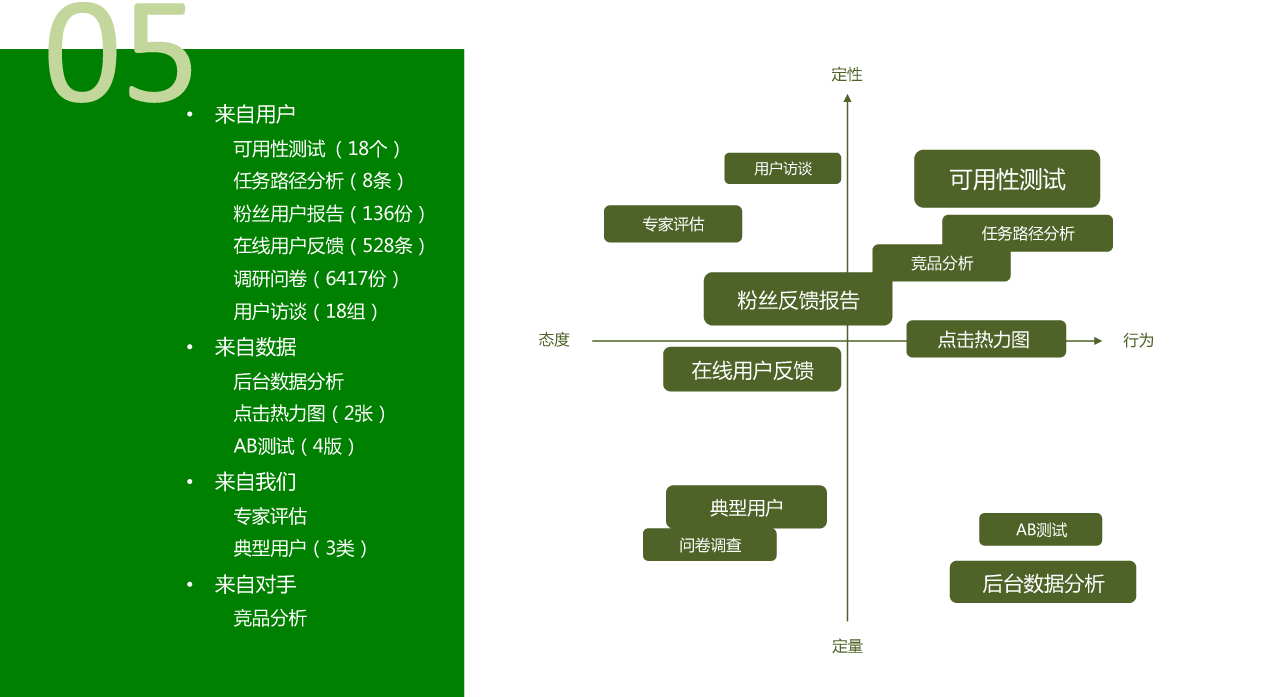 05
• 来自用户
可用性测试（18个）
任务路径分析（8条）
粉丝用户报告（136份）
在线用户反馈（528条）
调研问卷（6417份）
用户访谈（18组）
• 来自数据
后台数据分析
点击热力图（2张）
AB测试（4版）
• 来自我们
专家评估
典型用户（3类）
• 来自对手
竞品分析
定性
用户访谈
可用性测试
专家评估
任务路径分析
竞品分析
粉丝反馈报告
态度
点击热力图
行为
在线用户反馈
典型用户
问卷调查
AB测试
后台数据分析
定量